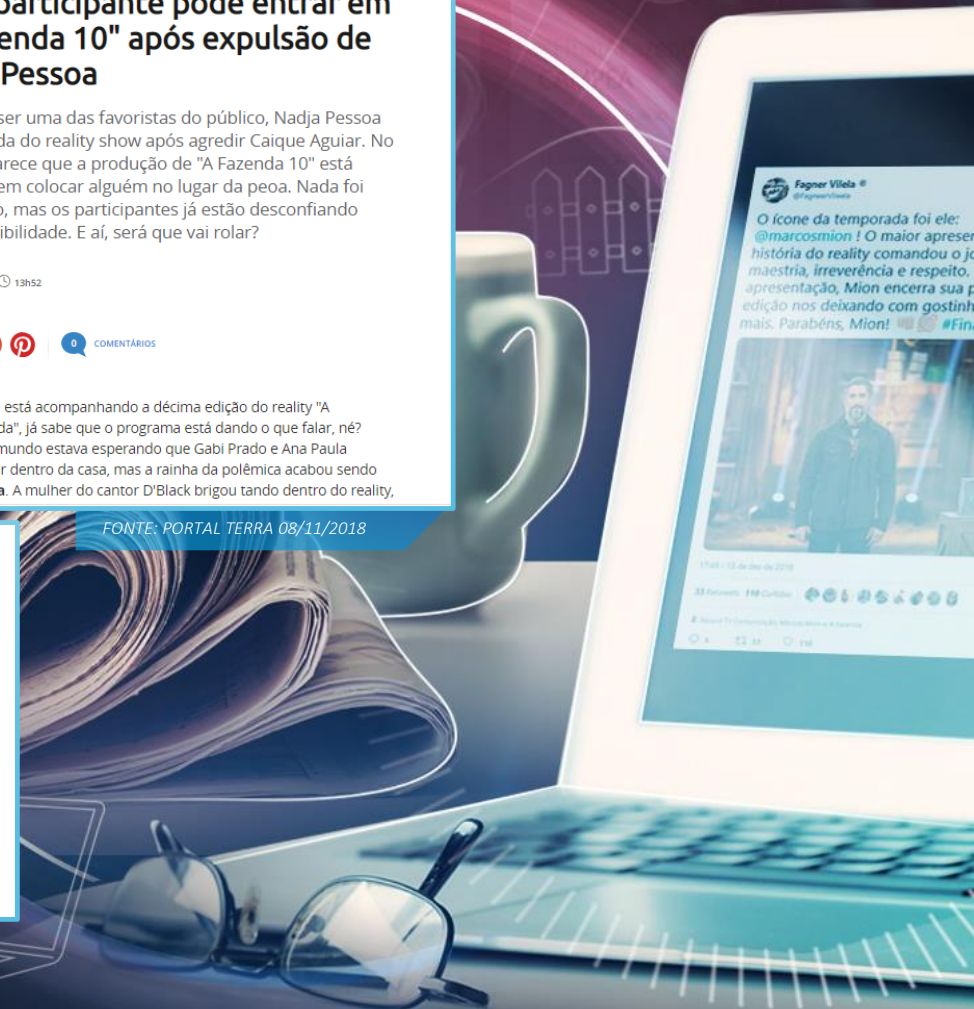 participante pode entrar em
enda 10" após expulsão de
Pessoa
ser uma das favoristas do público, Nadja Pessoa
da do reality show após agredir Caique Aguiar. No
arece que a produção de "A Fazenda 10" está
em colocar alguém no lugar da peoa. Nada foi
o, mas os participantes já estão desconfiando
ibilidade. E aí, será que vai rolar?
13h52
0 COMENTÁRIOS
está acompanhando a décima edição do reality "A
da", já sabe que o programa está dando o que falar, né?
mundo estava esperando que Gabi Prado e Ana Paula
r dentro da casa, mas a rainha da polêmica acabou sendo
a. A mulher do cantor D'Black brigou tando dentro do reality,
FONTE: PORTAL TERRA 08/11/2018
Fagner Vilela
O ícone da temporada foi ele:
@marcosmion ! O maior apresen
história do reality comandou o jo
maestria, irreverência e respeito.
apresentação, Mion encerra sua p
edição nos deixando com gostinh
mais. Parabéns, Mion! #Fina